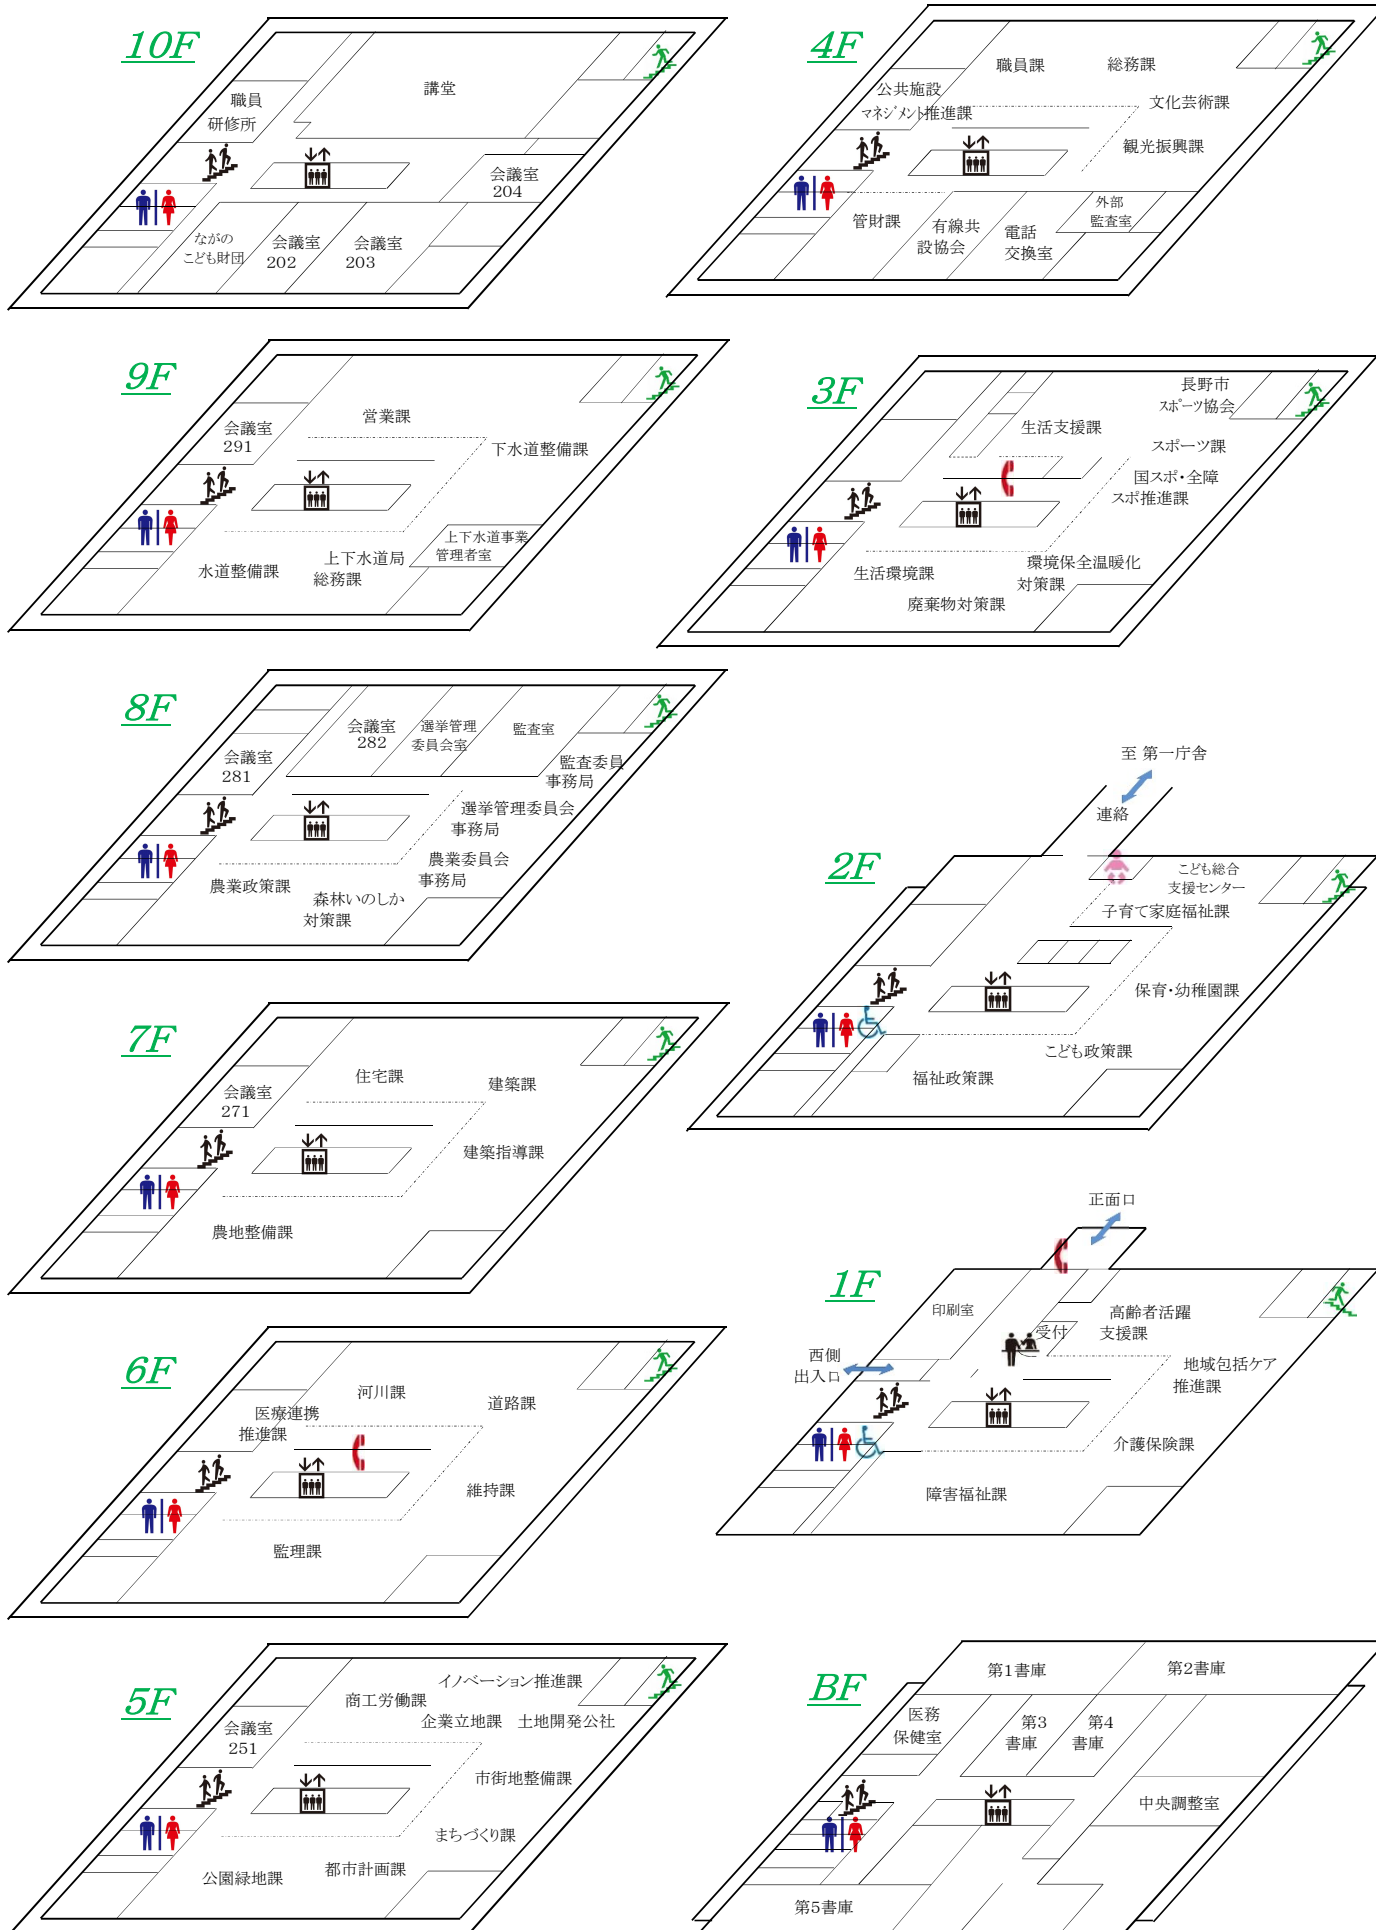 10F
講堂
職員
研修所
会議室
204
ながの
こども財団
会議室
202
会議室
203
9F
営業課
会議室
291
下水道整備課
上下水道事業
管理者室
上下水道局
総務課
水道整備課
8F
会議室
282
選挙管理
委員会室
監査室
会議室
281
監査委員
事務局
選挙管理委員会
事務局
農業委員会
事務局
農業政策課
森林いのしか
対策課
7F
住宅課
建築課
会議室
271
建築指導課
農地整備課
6F
河川課
道路課
医療連携
推進課
維持課
監理課
5F
イノベーション推進課
商工労働課
企業立地課
土地開発公社
会議室
251
市街地整備課
まちづくり課
都市計画課
公園緑地課
4F
職員課
総務課
公共施設
マネジメント推進課
文化芸術課
観光振興課
管財課
有線共
設協会
電話
交換室
外部
監査室
3F
長野市
スポーツ協会
生活支援課
スポーツ課
国スポ・全障
スポ推進課
環境保全温暖化
対策課
生活環境課
廃棄物対策課
至 第一庁舎
連絡
2F
こども総合
支援センター
子育て家庭福祉課
保育・幼稚園課
こども政策課
福祉政策課
正面口
1F
印刷室
高齢者活躍
支援課
受付
西側
出入口
地域包括ケア
推進課
介護保険課
障害福祉課
BF
第1書庫
第2書庫
医務
保健室
第3
書庫
第4
書庫
中央調整室
第5書庫